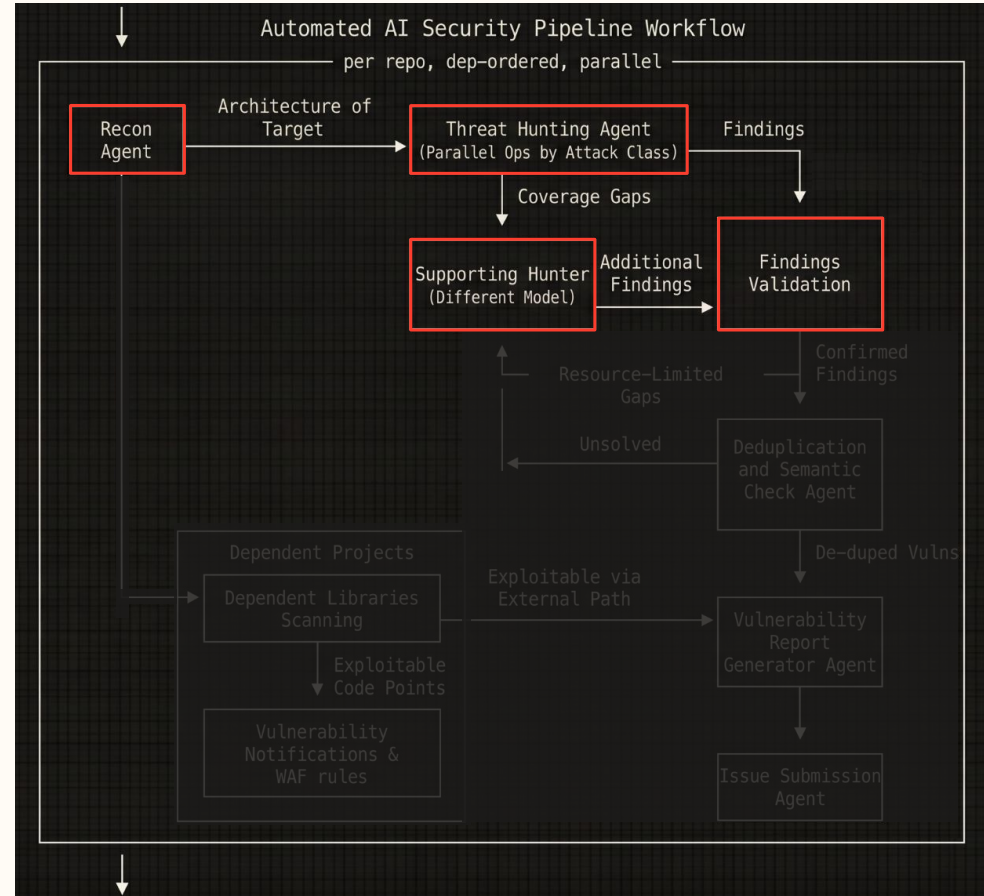 Automated AI Security Pipeline Workflow
per repo, dep-ordered, parallel
Recon
Agent
Architecture of
Target
Threat Hunting Agent
(Parallel Ops by Attack Class)
Findings
Coverage Gaps
Supporting Hunter
(Different Model)
Additional
Findings
Findings
Validation
Confirmed
Findings
Resource-Limited
Gaps
Unsolved
Deduplication
and Semantic
Check Agent
De-duped Vulns
Dependent Projects
Dependent Libraries
Scanning
Exploitable via
External Path
Vulnerability
Report
Generator Agent
Exploitable
Code Points
Vulnerability
Notifications &
WAF rules
Issue Submission
Agent